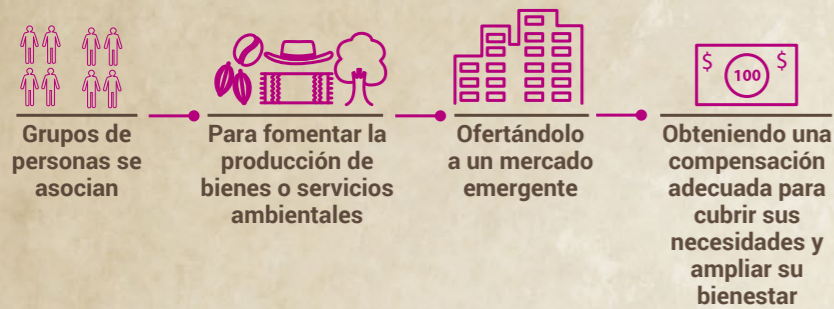 $
100
$
Grupos de
personas se
asocian
Para fomentar la
producción de
bienes o servicios
ambientales
Ofertándolo
a un mercado
emergente
Obteniendo una
compensación
adecuada para
cubrir sus
necesidades y
ampliar su
bienestar